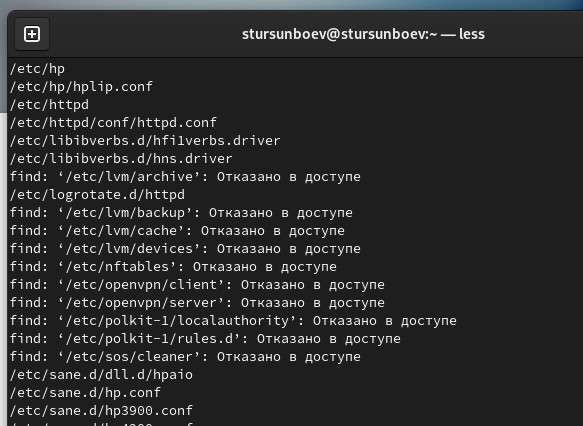 stursunboev@stursunboev:~ — less
/etc/hp
/etc/hp/hplip.conf
/etc/httpd
/etc/httpd/conf/httpd.conf
/etc/libibverbs.d/hfi1verbs.driver
/etc/libibverbs.d/hns.driver
find: ‘/etc/lvm/archive’: Отказано в доступе
/etc/logrotate.d/httpd
find: ‘/etc/lvm/backup’: Отказано в доступе
find: ‘/etc/lvm/cache’: Отказано в доступе
find: ‘/etc/lvm/devices’: Отказано в доступе
find: ‘/etc/nftables’: Отказано в доступе
find: ‘/etc/openvpn/client’: Отказано в доступе
find: ‘/etc/openvpn/server’: Отказано в доступе
find: ‘/etc/polkit-1/localauthority’: Отказано в доступе
find: ‘/etc/polkit-1/rules.d’: Отказано в доступе
find: ‘/etc/sos/cleaner’: Отказано в доступе
/etc/sane.d/dll.d/hpaio
/etc/sane.d/hp.conf
/etc/sane.d/hp3900.conf